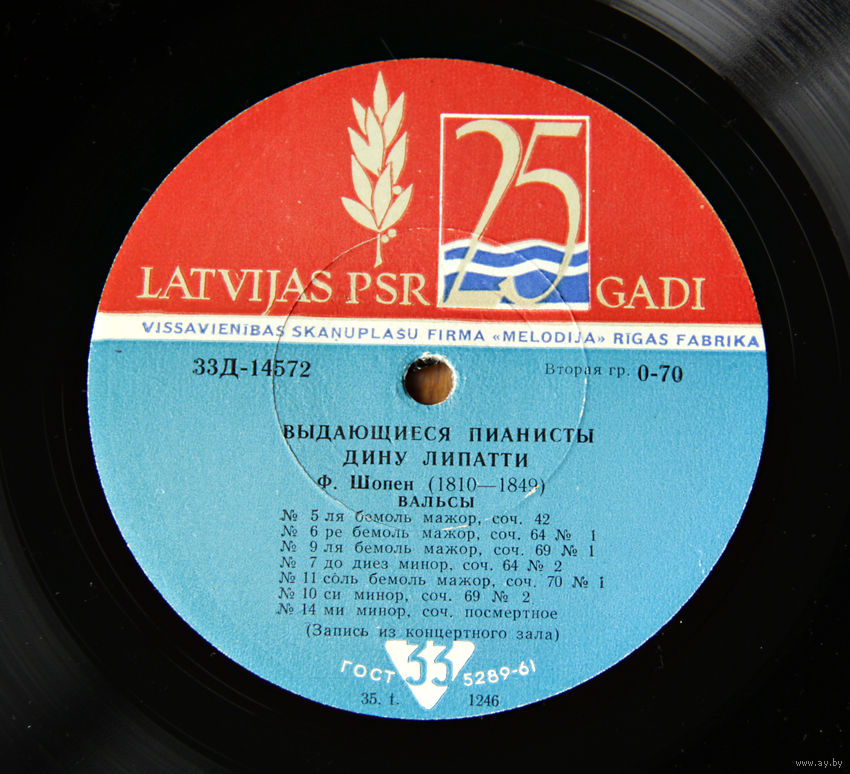 LATVIJAS PSR 25 GADI
VISSAVIENĪBAS SKAŅUPLAŠU FIRMA «MELODIJA» RĪGAS FABRIKA
33Д-14572 Вторая гр. 0-70
ВЫДАЮЩИЕСЯ ПИАНИСТЫ
ДИНУ ЛИПАТТИ
Ф. Шопен (1810—1849)
ВАЛЬСЫ
№ 5 ля бемоль мажор, соч. 42
№ 6 ре бемоль мажор, соч. 64 № 1
№ 9 ля бемоль мажор, соч. 69 № 1
№ 7 до диез минор, соч. 64 № 2
№ 11 соль бемоль мажор, соч. 70 № 1
№ 10 си минор, соч. 69 № 2
№ 14 ми минор, соч. посмертное
(Запись из концертного зала)
ГОСТ 33 5289-61
35. t. 1246
www.ay.by